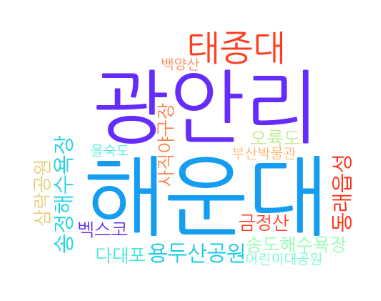 태종대
백양산
광안리
사직야구장
오륙도
을숙도
부산박물관
해운대
동래읍성
삼락공원
송정해수욕장
벡스코
금정산
다대포
용두산공원
송도해수욕장
어린이대공원